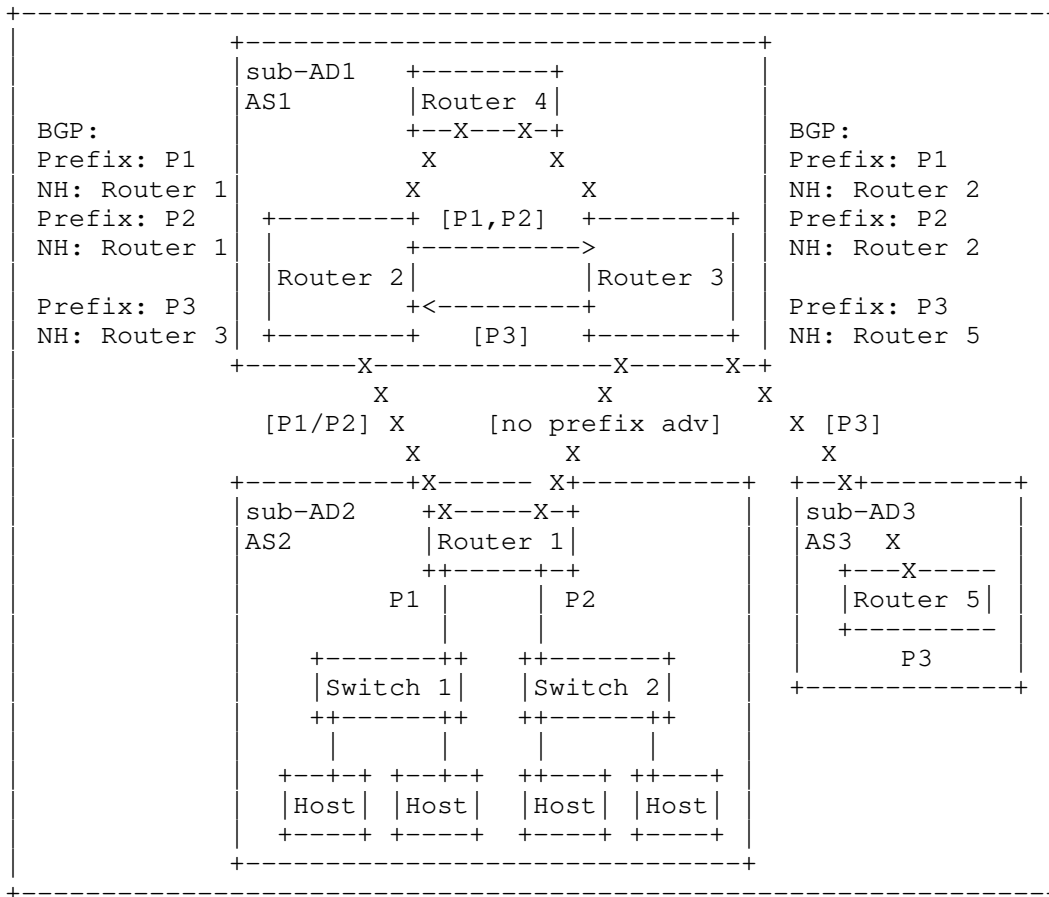 sub-AD1
AS1 Router 4
BGP: BGP:
Prefix: P1 X X Prefix: P1
NH: Router 1 X X NH: Router 2
Prefix: P2 [P1,P2] Prefix: P2
NH: Router 1 NH: Router 2
Router 2 Router 3
Prefix: P3 Prefix: P3
NH: Router 3 [P3] NH: Router 5
X X X
X X X
[P1/P2] X [no prefix adv] X [P3]
X X X
X X X
sub-AD2 X X sub-AD3
AS2 Router 1 AS3 X
X
P1 P2 Router 5
P3
Switch 1 Switch 2
Host Host Host Host